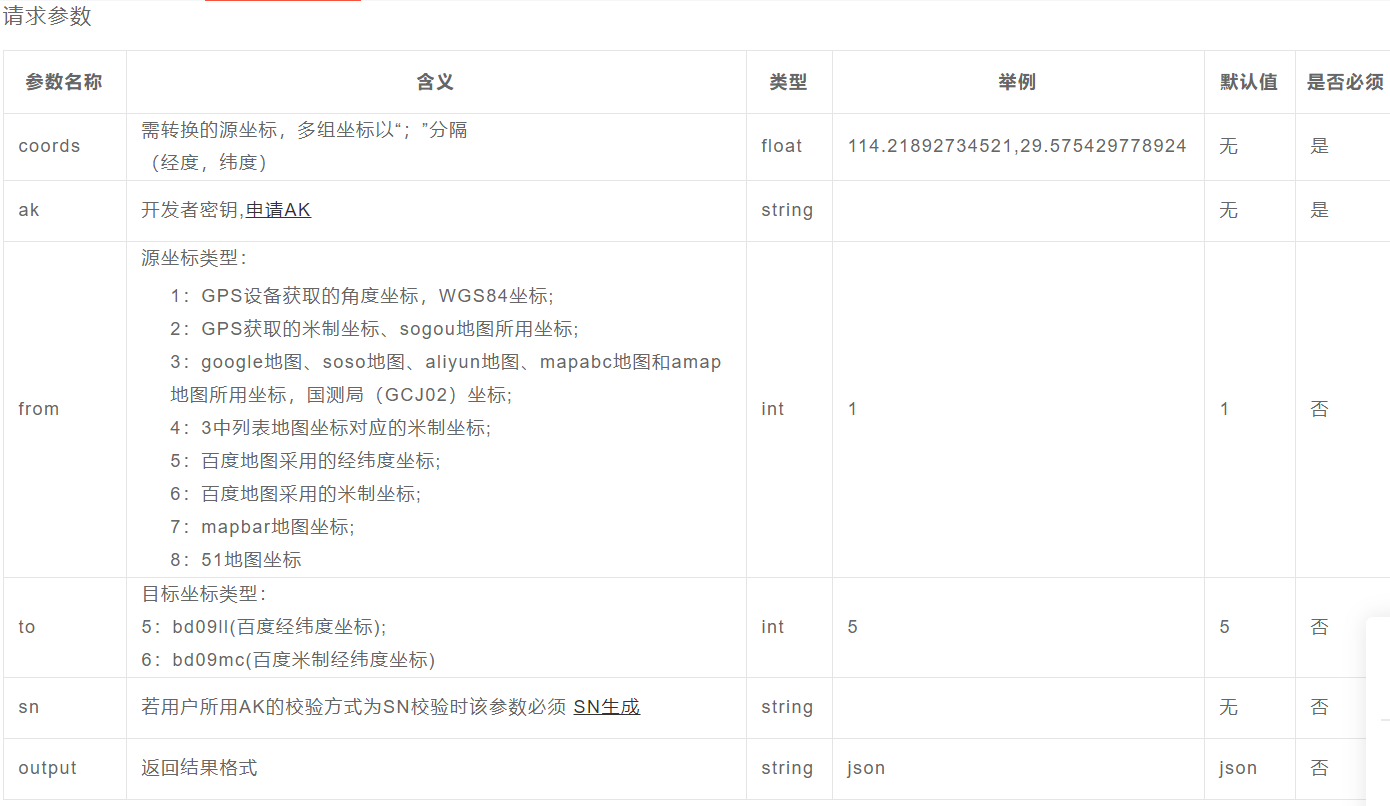 请求参数
参数名称 含义 类型 举例 默认值 是否必须
coords 需转换的源坐标，多组坐标以“；”分隔
（经度，纬度） float 114.21892734521,29.575429778924 无 是
ak 开发者密钥,申请AK string 无 是
from 源坐标类型：
1：GPS设备获取的角度坐标，WGS84坐标;
2：GPS获取的米制坐标、sogou地图所用坐标;
3：google地图、soso地图、aliyun地图、mapabc地图和amap
地图所用坐标，国测局（GCJ02）坐标;
4：3中列表地图坐标对应的米制坐标;
5：百度地图采用的经纬度坐标;
6：百度地图采用的米制坐标;
7：mapbar地图坐标;
8：51地图坐标 int 1 1 否
to 目标坐标类型：
5：bd09ll(百度经纬度坐标);
6：bd09mc(百度米制经纬度坐标) int 5 5 否
sn 若用户所用AK的校验方式为SN校验时该参数必须 SN生成 string 无 否
output 返回结果格式 string json json 否